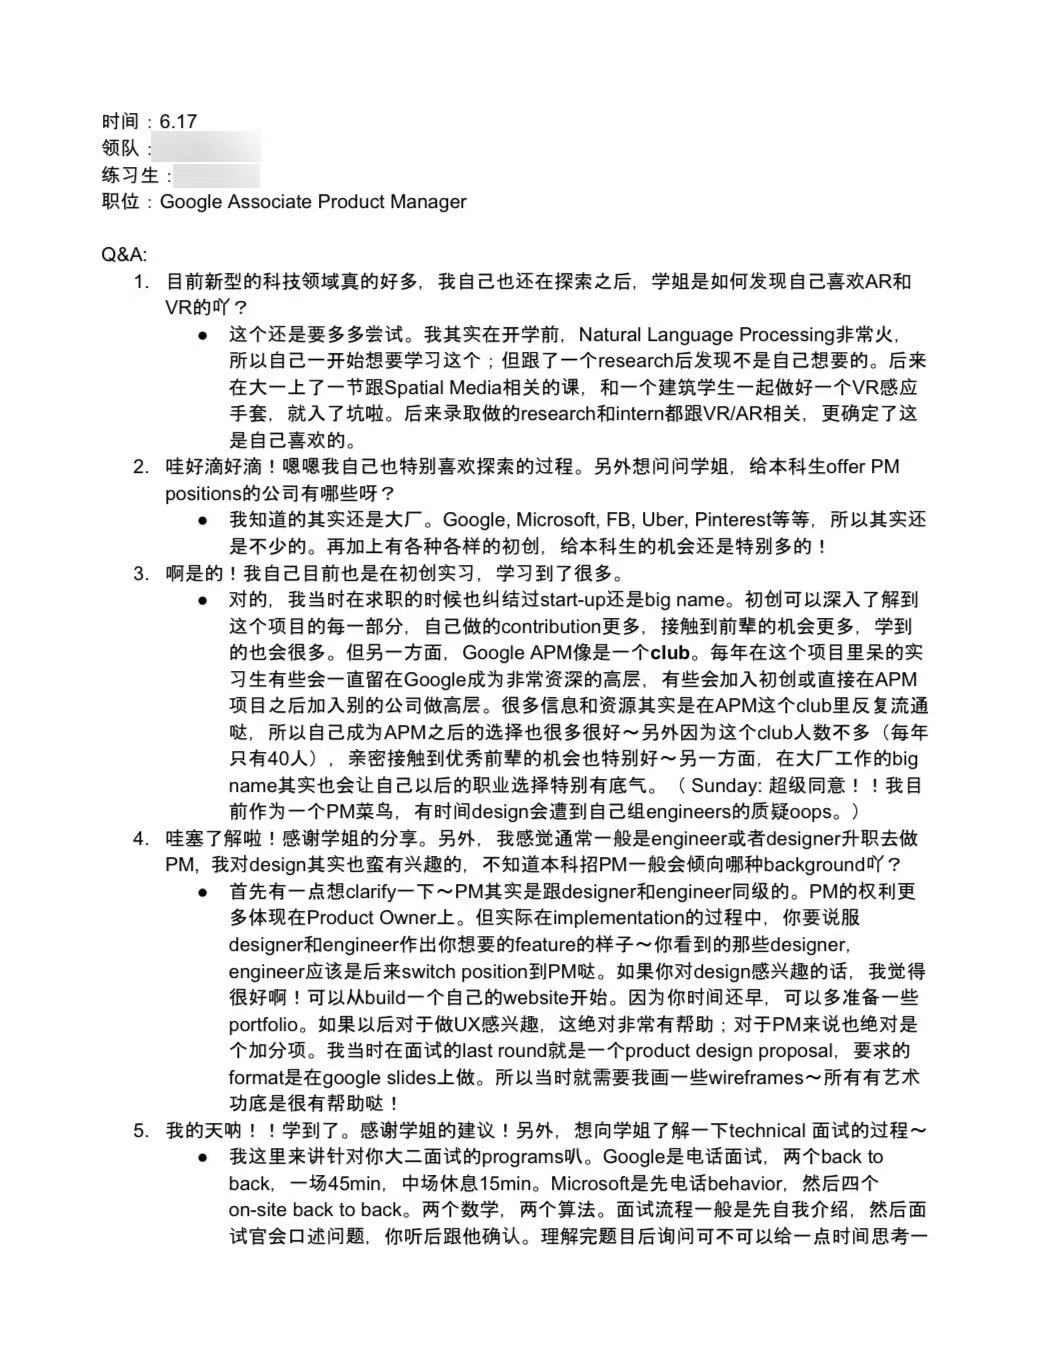 时间：6.17
领队：
练习生：
职位：Google Associate Product Manager
Q&A:
1. 目前新型的科技领域真的好多，我自己也还在探索之后，学姐是如何发现自己喜欢AR和
VR的吖？
● 这个还是要多多尝试。我其实在开学前，Natural Language Processing非常火，
所以自己一开始想要学习这个；但跟了一个research后发现不是自己想要的。后来
在大一上了一节跟Spatial Media相关的课，和一个建筑学生一起做好一个VR感应
手套，就入了坑啦。后来录取做的research和intern都跟VR/AR相关，更确定了这
是自己喜欢的。
2. 哇好滴好滴！嗯嗯我自己也特别喜欢探索的过程。另外想问问学姐，给本科生offer PM
positions的公司有哪些呀？
● 我知道的其实还是大厂。Google, Microsoft, FB, Uber, Pinterest等等，所以其实还
是不少的。再加上有各种各样的初创，给本科生的机会还是特别多的！
3. 啊是的！我自己目前也是在初创实习，学习到了很多。
● 对的，我当时在求职的时候也纠结过start-up还是big name。初创可以深入了解到
这个项目的每一部分，自己做的contribution更多，接触到前辈的机会更多，学到
的也会很多。但另一方面，Google APM像是一个club。每年在这个项目里呆的实
习生有些会一直留在Google成为非常资深的高层，有些会加入初创或直接在APM
项目之后加入别的公司做高层。很多信息和资源其实是在APM这个club里反复流通
哒，所以自己成为APM之后的选择也很多很好～另外因为这个club人数不多（每年
只有40人），亲密接触到优秀前辈的机会也特别好～另一方面，在大厂工作的big
name其实也会让自己以后的职业选择特别有底气。（ Sunday: 超级同意！！我目
前作为一个PM菜鸟，有时间design会遭到自己组engineers的质疑oops。）
4. 哇塞了解啦！感谢学姐的分享。另外，我感觉通常一般是engineer或者designer升职去做
PM, 我对design其实也蛮有兴趣的，不知道本科招PM一般会倾向哪种background吖？
● 首先有一点想clarify一下～PM其实是跟designer和engineer同级的。PM的权利更
多体现在Product Owner上。但实际在implementation的过程中，你要说服
designer和engineer作出你想要的feature的样子～你看到的那些designer,
engineer应该是后来switch position到PM哒。如果你对design感兴趣的话，我觉得
很好啊！可以从build一个自己的website开始。因为你时间还早，可以多准备一些
portfolio。如果以后对于做UX感兴趣，这绝对非常有帮助；对于PM来说也绝对是
个加分项。我当时在面试的last round就是一个product design proposal，要求的
format是在google slides上做。所以当时就需要我画一些wireframes～所有有艺术
功底是很有帮助哒！
5. 我的天呐！！学到了。感谢学姐的建议！另外，想向学姐了解一下technical 面试的过程～
● 我这里来讲针对你大二面试的programs叭。Google是电话面试，两个back to
back，一场45min，中场休息15min。Microsoft是先电话behavior，然后四个
on-site back to back。两个数学，两个算法。面试流程一般是先自我介绍，然后面
试官会口述问题，你听后跟他确认。理解完题目后询问可不可以给一点时间思考一